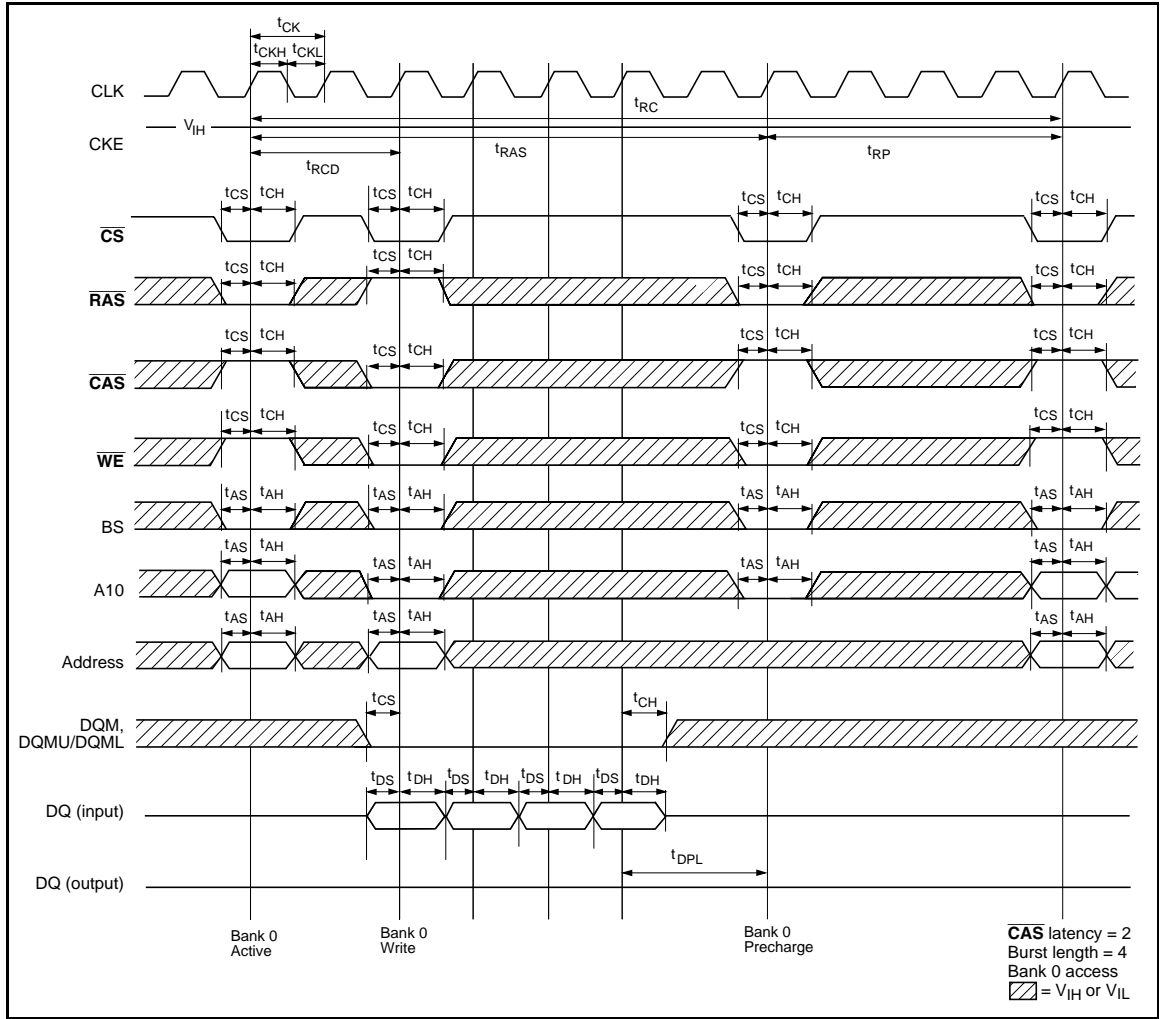 tCK
tCKH tCKL
CLK
tRC
VIH
CKE
tRAS
tRP
tRCD
tCS tCH tCS tCH tCS tCH tCS tCH
CS
tCS tCH tCS tCH tCS tCH tCS tCH
RAS
tCS tCH tCS tCH tCS tCH tCS tCH
CAS
tCS tCH tCS tCH tCS tCH tCS tCH
WE
tAS tAH tAS tAH tAS tAH tAS tAH
BS
tAS tAH tAS tAH tAS tAH tAS tAH
A10
tAS tAH tAS tAH tAS tAH
Address
tCS tCH
DQM,
DQMU/DQML
tDS tDH tDS tDH tDS tDH tDS tDH
DQ (input)
tDPL
DQ (output)
Bank 0
Active
Bank 0
Write
Bank 0
Precharge
CAS latency = 2
Burst length = 4
Bank 0 access
= VIH or VIL